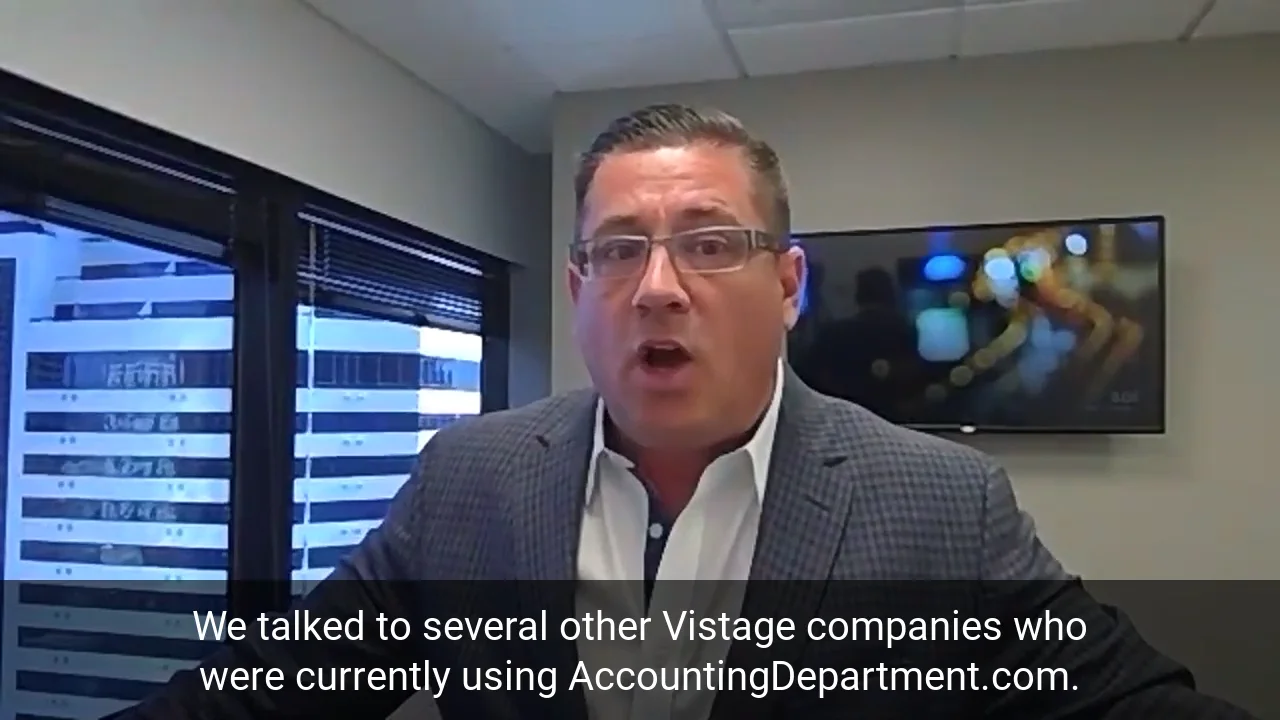 We talked to several other Vistage companies who
were currently using AccountingDepartment.com.